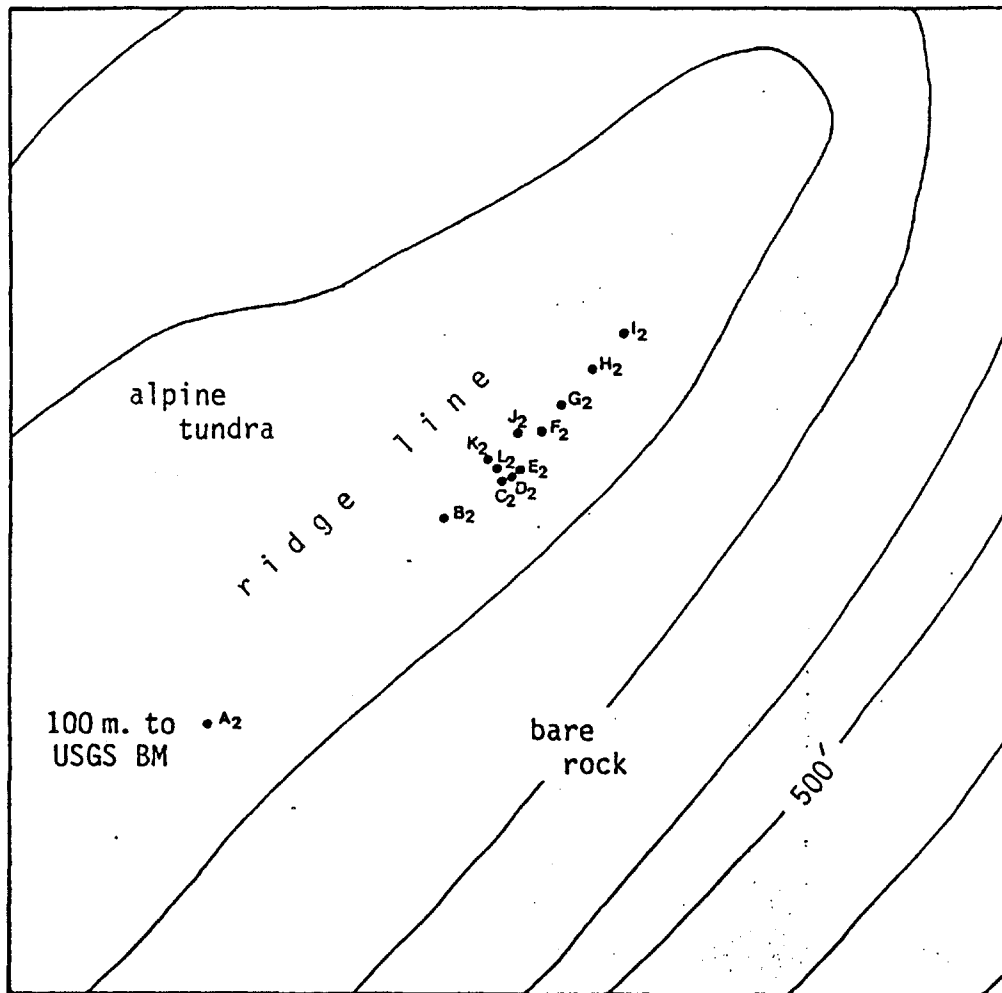 I2
H2
G2
alpine
tundra
ridge line
J2
F2
K2
L2
E2
D2
C2
B2
100 m. to
USGS BM
A2
bare
rock
500'